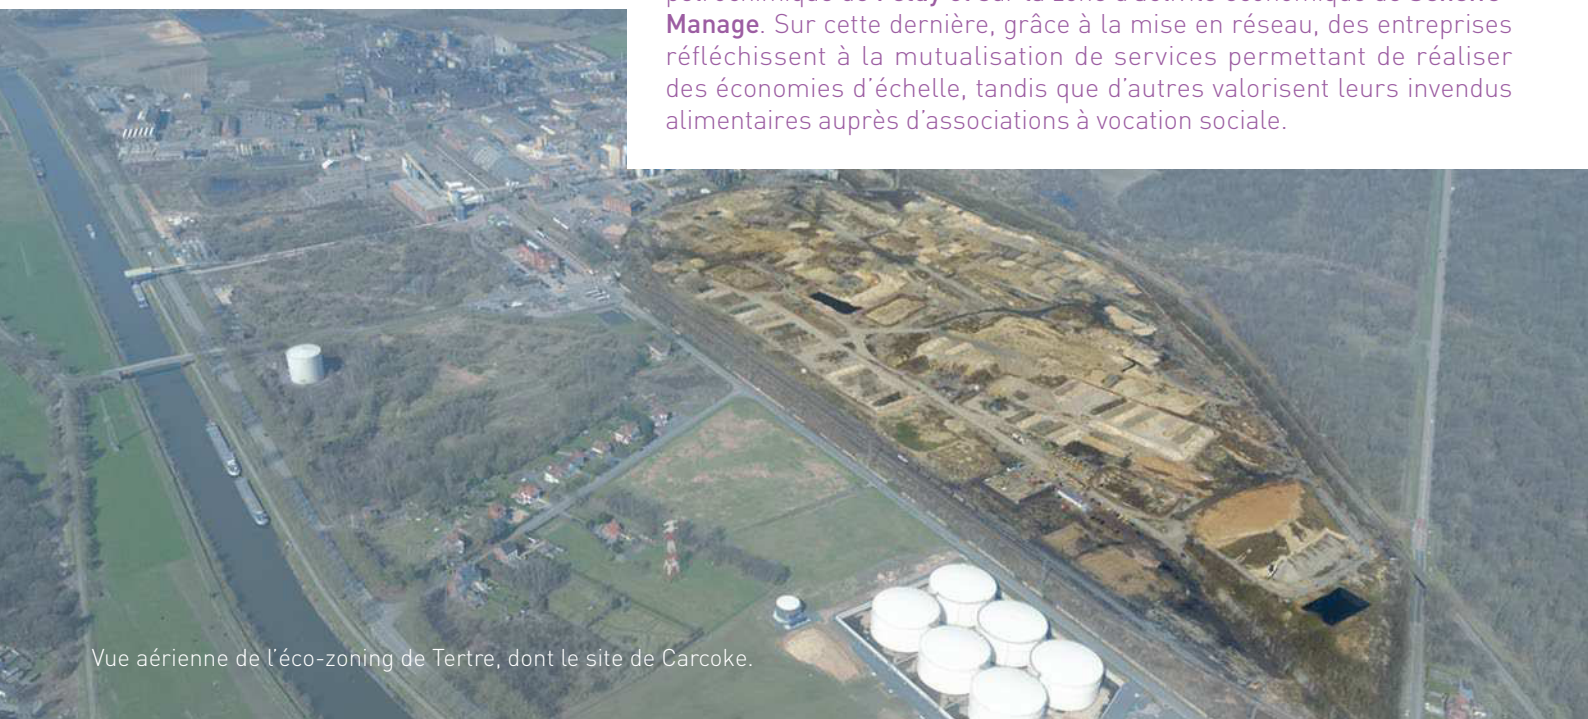 Manage. Sur cette dernière, grâce à la mise en réseau, des entreprises
réfléchissent à la mutualisation de services permettant de réaliser
des économies d'échelle, tandis que d'autres valorisent leurs invendus
alimentaires auprès d'associations à vocation sociale.
Vue aérienne de l'éco-zoning de Tertre, dont le site de Carcoke.